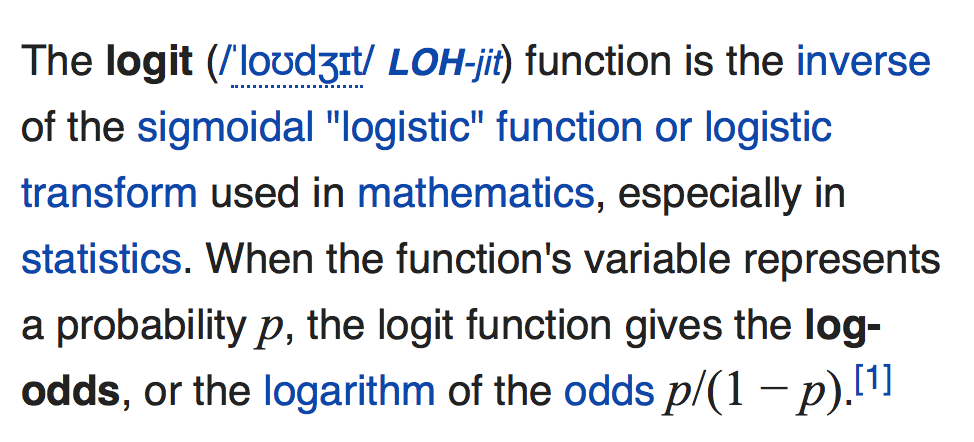 The logit (/ˈloʊdʒɪt/ LOH-jit) function is the inverse
of the sigmoidal "logistic" function or logistic
transform used in mathematics, especially in
statistics. When the function's variable represents
a probability p, the logit function gives the log-
odds, or the logarithm of the odds p/(1 − p).[1]